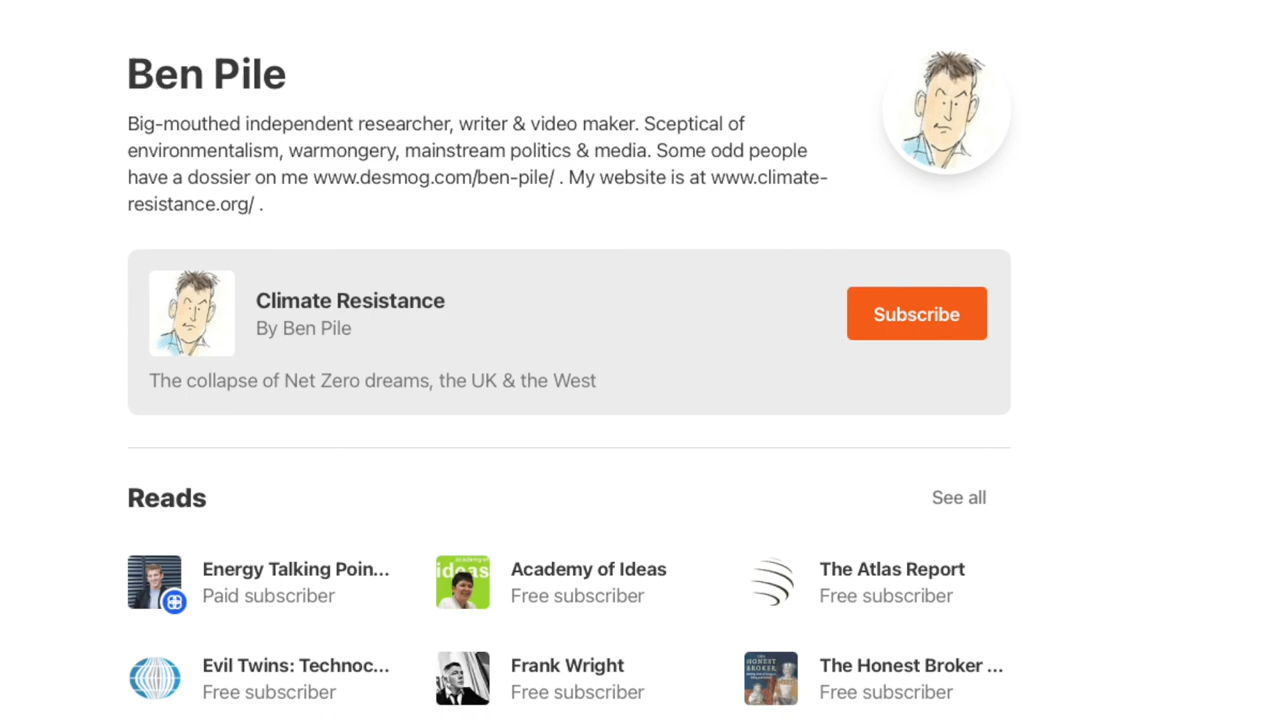 Ben Pile
Big-mouthed independent researcher, writer & video maker. Sceptical of
environmentalism, warmongery, mainstream politics & media. Some odd people
have a dossier on me www.desmog.com/ben-pile/ . My website is at www.climate-
resistance.org/ .
Climate Resistance
By Ben Pile
Subscribe
The collapse of Net Zero dreams, the UK & the West
Reads
See all
Energy Talking Poin...
Paid subscriber
ideas
Academy of Ideas
Free subscriber
The Atlas Report
Free subscriber
Evil Twins: Technoc...
Free subscriber
Frank Wright
Free subscriber
HONEST
BROKER
The Honest Broker ...
Free subscriber